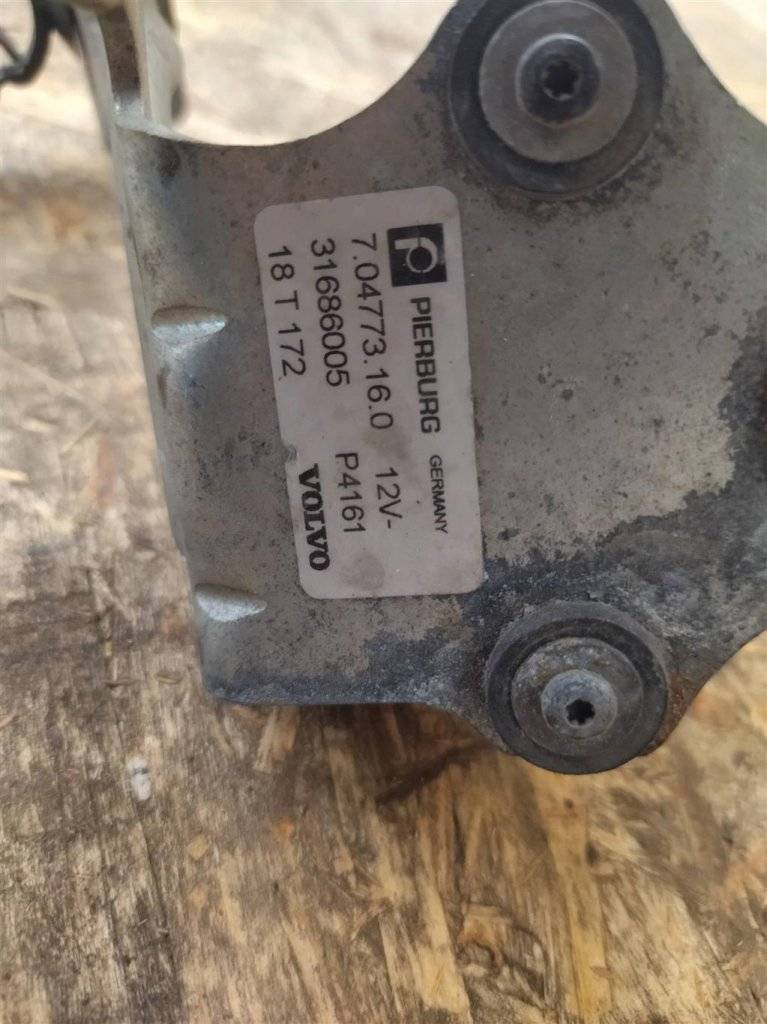 PIERBURG GERMANY
7.04773.16.0 12V-
31686005 P4161
18 T 172 VOLVO